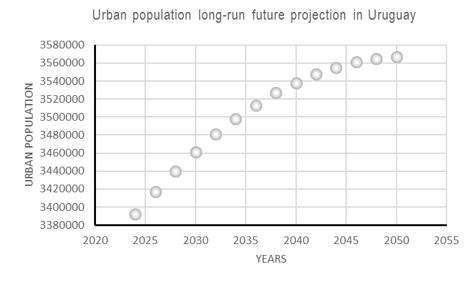 Urban population long-run future projection in Uruguay
URBAN POPULATION
3580000
3560000
3540000
3520000
3500000
3480000
3460000
3440000
3420000
3400000
3380000
2020 2025 2030 2035 2040 2045 2050 2055
YEARS